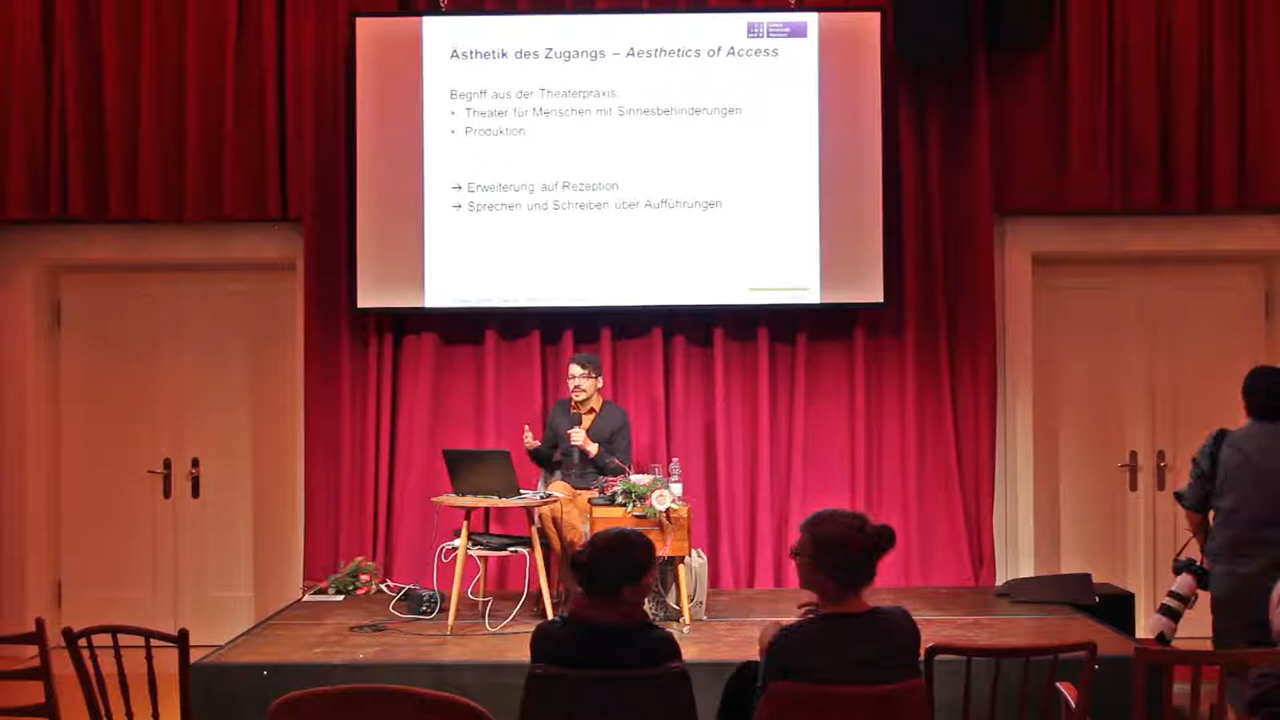 Ästhetik des Zugangs – Aesthetics of Access
Begriff aus der Theaterpraxis:
• Theater für Menschen mit Sinnesbehinderungen
• Produktion
→ Erweiterung auf Rezeption
→ Sprechen und Schreiben über Aufführungen